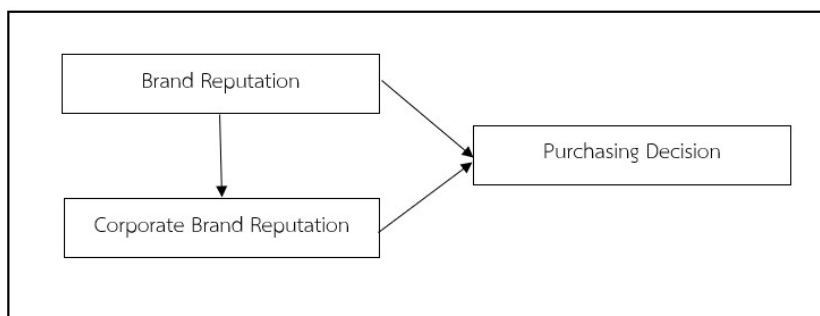 Brand Reputation
Purchasing Decision
Corporate Brand Reputation